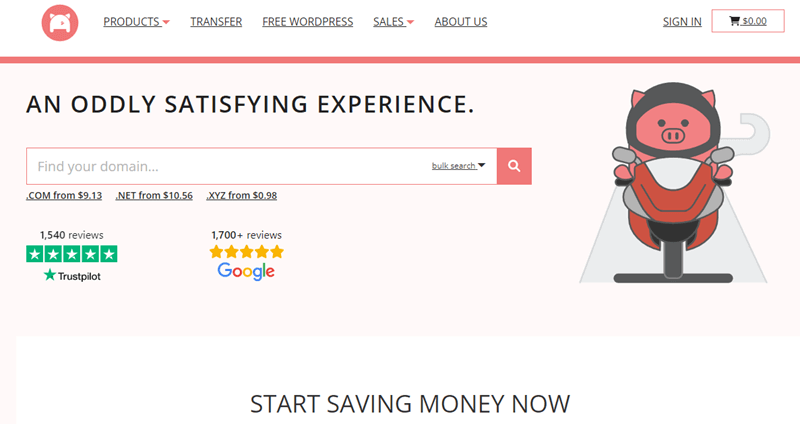 PRODUCTS TRANSFER FREE WORDPRESS SALES ABOUT US SIGN IN $0.00
AN ODDLY SATISFYING EXPERIENCE.
Find your domain... bulk search
.COM from $9.13 .NET from $10.56 .XYZ from $0.98
1,540 reviews 1,700+ reviews
Trustpilot Google
START SAVING MONEY NOW